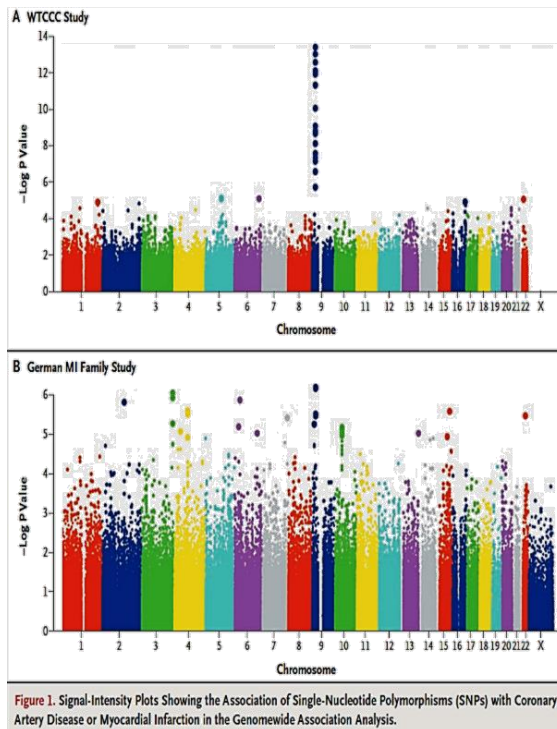 A WTCCC Study
14
12
10
8
6
4
2
0
−Log P Value
1 2 3 4 5 6 7 8 9 10 11 12 13 14 15 16 17 18 19 20 21 22 X
Chromosome
B German MI Family Study
6
5
4
3
2
1
0
−Log P Value
1 2 3 4 5 6 7 8 9 10 11 12 13 14 15 16 17 18 19 20 21 22 X
Chromosome
Figure 1. Signal-Intensity Plots Showing the Association of Single-Nucleotide Polymorphisms (SNPs) with Coronary
Artery Disease or Myocardial Infarction in the Genomewide Association Analysis.